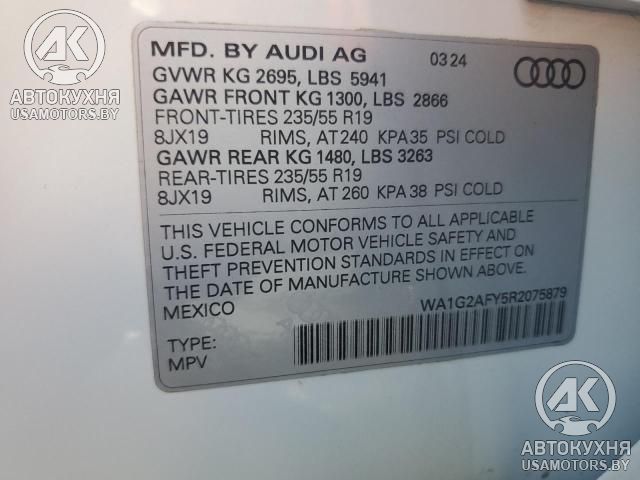 MFD. BY AUDI AG 03 24
GVWR KG 2695, LBS 5941
GAWR FRONT KG 1300, LBS 2866
FRONT-TIRES 235/55 R19
8JX19 RIMS, AT 240 KPA 35 PSI COLD
GAWR REAR KG 1480, LBS 3263
REAR-TIRES 235/55 R19
8JX19 RIMS, AT 260 KPA 38 PSI COLD
THIS VEHICLE CONFORMS TO ALL APPLICABLE
U.S. FEDERAL MOTOR VEHICLE SAFETY AND
THEFT PREVENTION STANDARDS IN EFFECT ON
THE DATE OF MANUFACTURE SHOWN ABOVE.
MEXICO
WA1G2AFY5R2075879
TYPE:
MPV
АК
АВТОКУХНЯ
USAMOTORS.BY
АК
АВТОКУХНЯ
USAMOTORS.BY